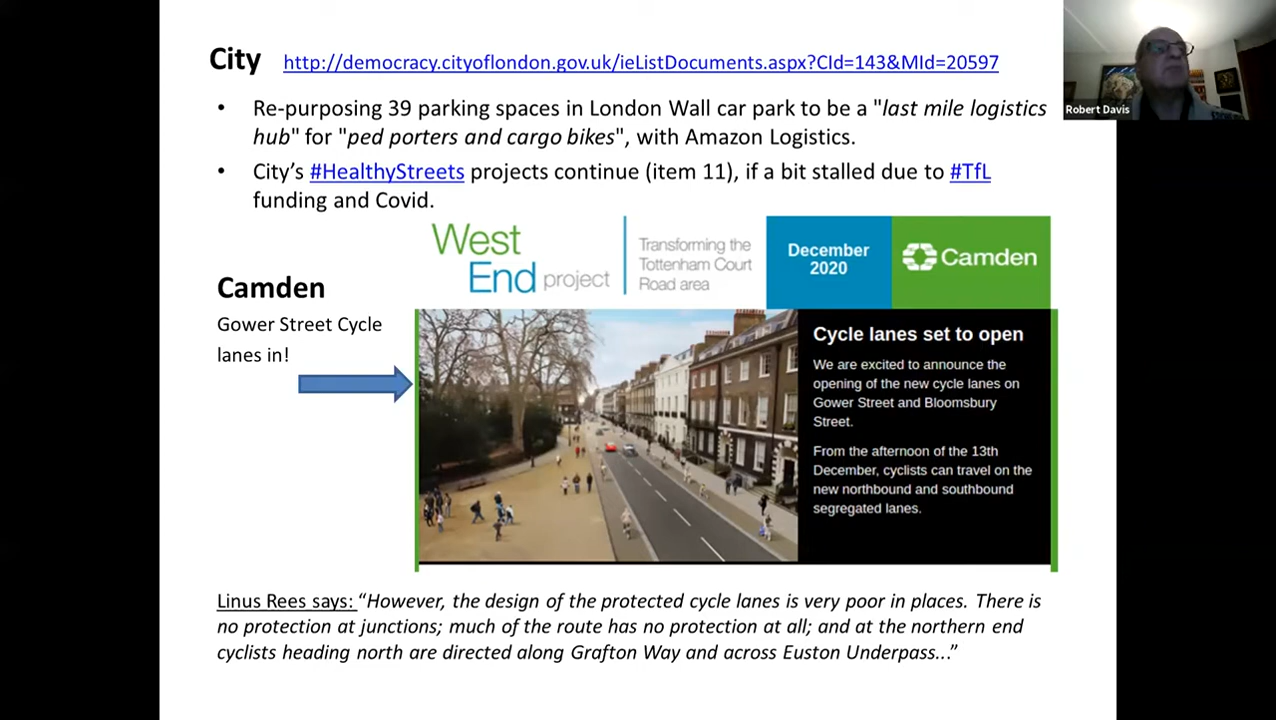 City http://democracy.cityoflondon.gov.uk/ieListDocuments.aspx?CId=143&MId=20597
• Re-purposing 39 parking spaces in London Wall car park to be a "last mile logistics
hub" for "ped porters and cargo bikes", with Amazon Logistics.
• City's #HealthyStreets projects continue (item 11), if a bit stalled due to #TfL
funding and Covid.
Robert Davis
Camden
Gower Street Cycle
lanes in!
West
End project
Transforming the
Tottenham Court
Road area
December
2020
Camden
Cycle lanes set to open
We are excited to announce the
opening of the new cycle lanes on
Gower Street and Bloomsbury
Street.
From the afternoon of the 13th
December, cyclists can travel on the
new northbound and southbound
segregated lanes.
Linus Rees says: “However, the design of the protected cycle lanes is very poor in places. There is
no protection at junctions; much of the route has no protection at all; and at the northern end
cyclists heading north are directed along Grafton Way and across Euston Underpass...”